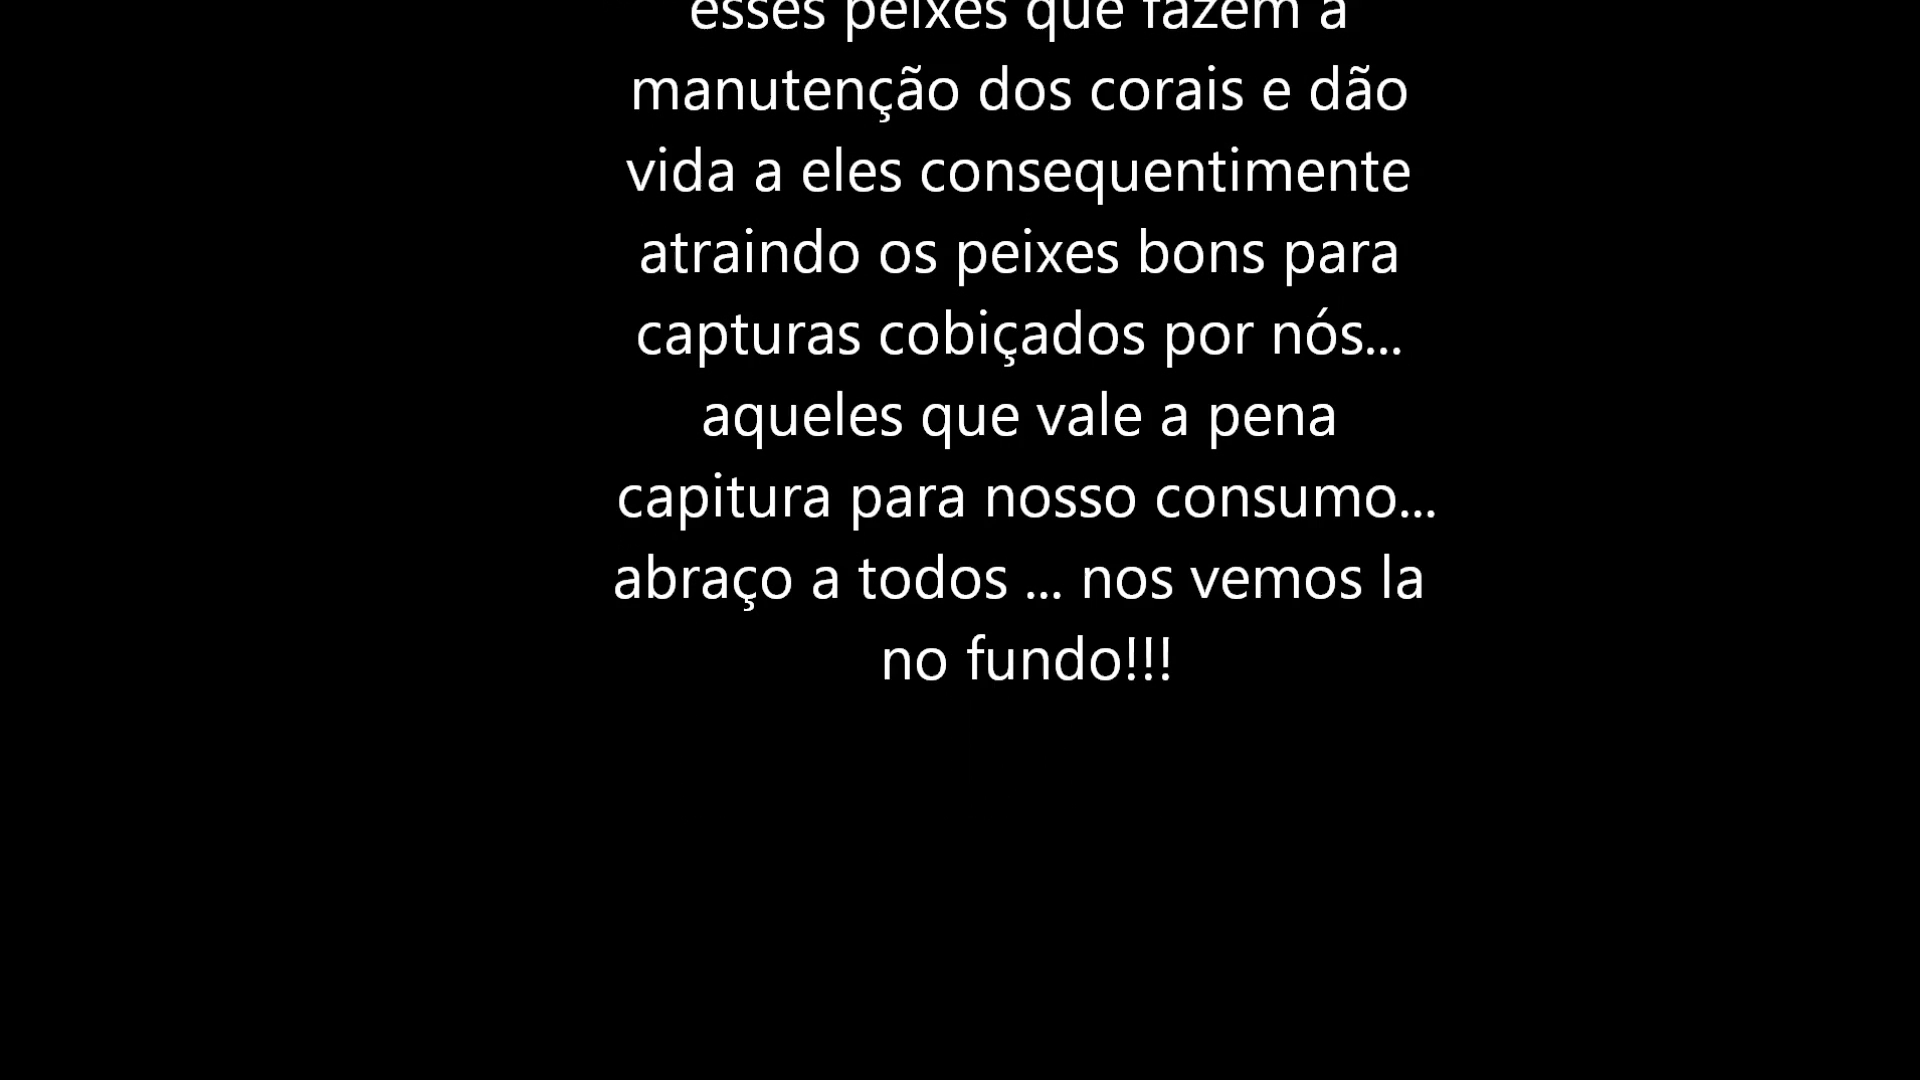 esses peixes que fazem a
manutenção dos corais e dão
vida a eles consequentimente
atraindo os peixes bons para
capturas cobiçados por nós...
aqueles que vale a pena
capitura para nosso consumo...
abraço a todos ... nos vemos la
no fundo!!!